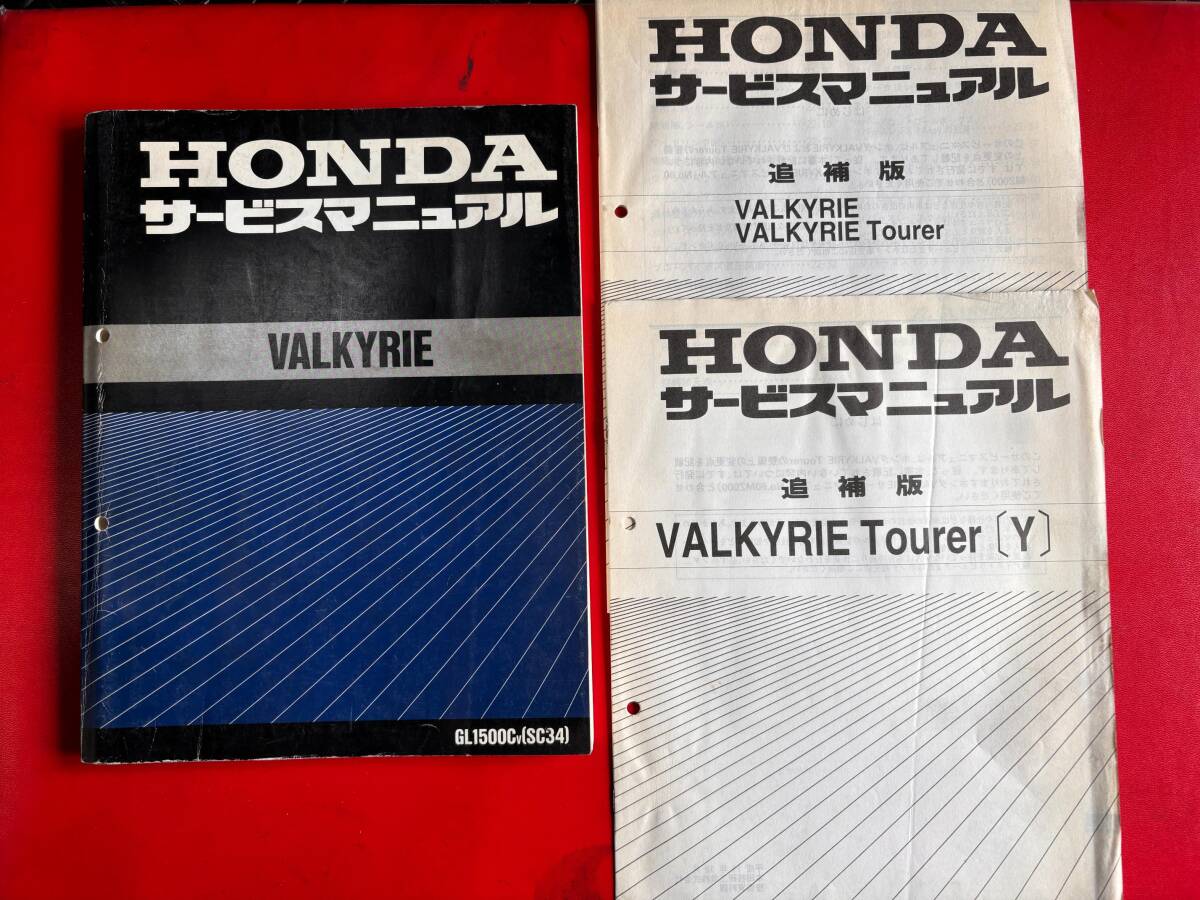 HONDA
サービスマニュアル
VALKYRIE
GL1500Cv(SC34)
HONDA
サービスマニュアル
追補版
VALKYRIE
VALKYRIE Tourer
HONDA
サービスマニュアル
追補版
VALKYRIE Tourer〔Y〕